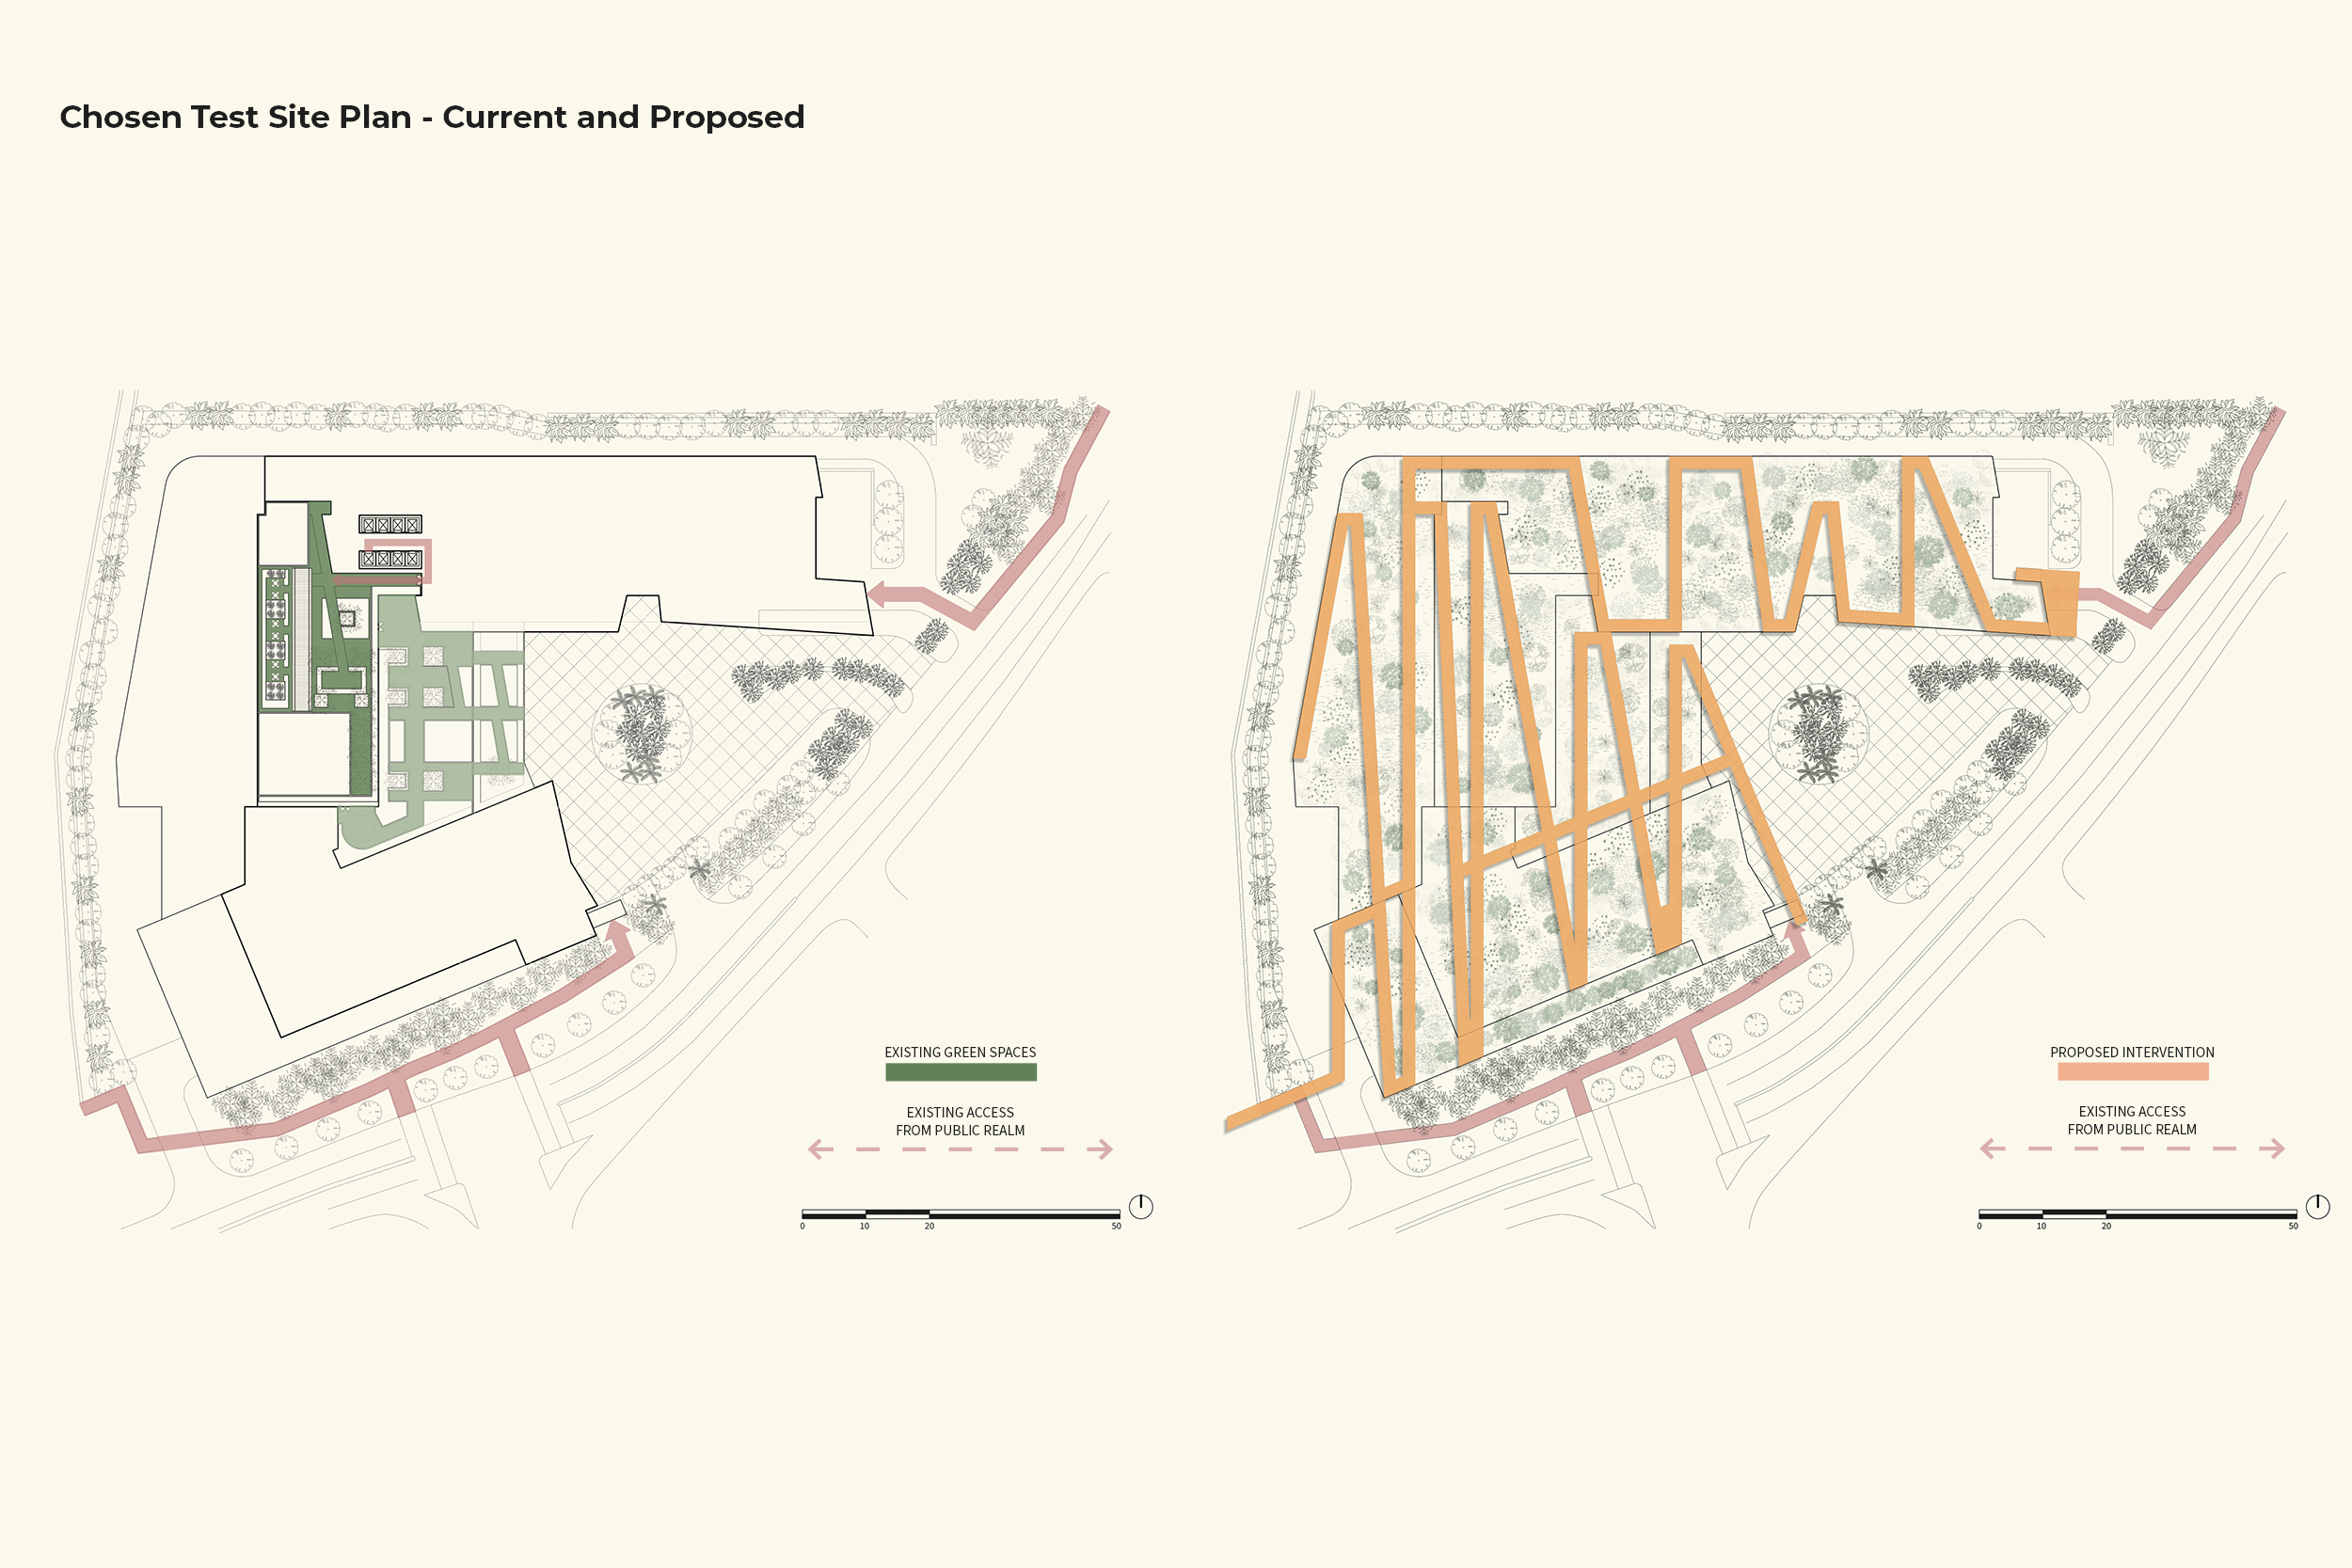 Chosen Test Site Plan - Current and Proposed
EXISTING GREEN SPACES
EXISTING ACCESS
FROM PUBLIC REALM
0 10 20 50
PROPOSED INTERVENTION
EXISTING ACCESS
FROM PUBLIC REALM
0 10 20 50